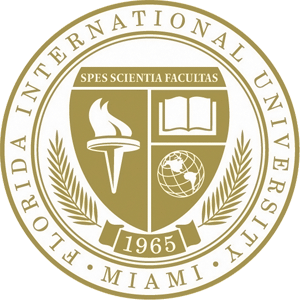 FLORIDA INTERNATIONAL UNIVERSITY
SPES SCIENTIA FACULTAS
1965
• MIAMI •